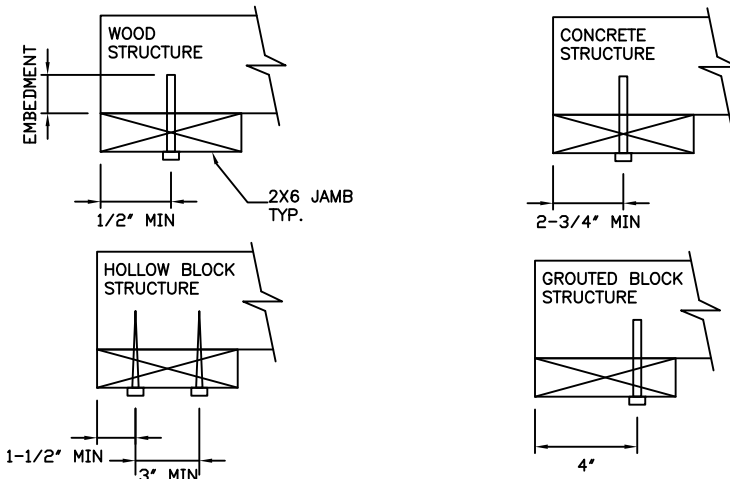 WOOD
STRUCTURE
EMBEDMENT
1/2" MIN
2X6 JAMB
TYP.
CONCRETE
STRUCTURE
2-3/4" MIN
HOLLOW BLOCK
STRUCTURE
1-1/2" MIN
3" MIN
GROUTED BLOCK
STRUCTURE
4"